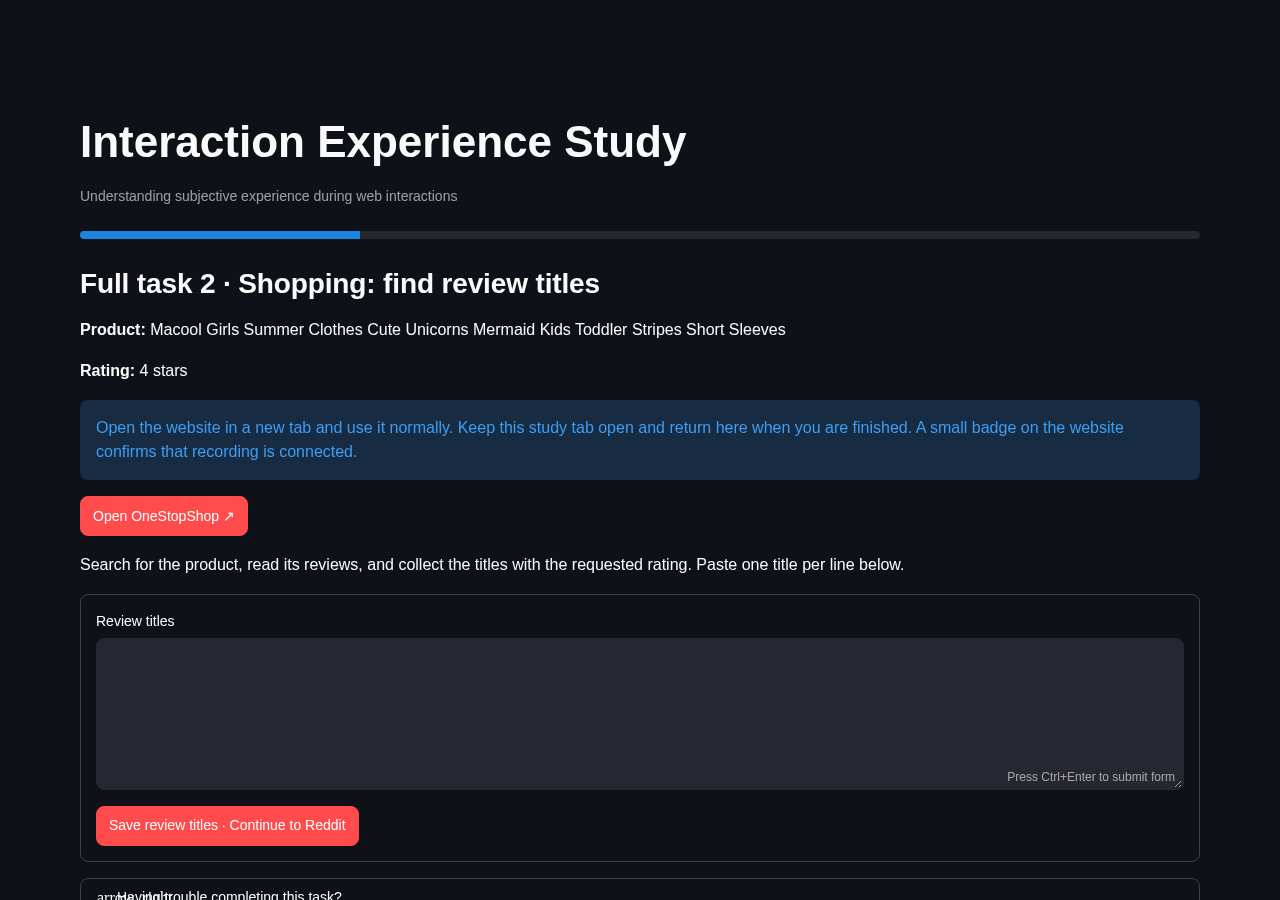 Interaction Experience Study
Understanding subjective experience during web interactions
Full task 2 · Shopping: find review titles
Product: Macool Girls Summer Clothes Cute Unicorns Mermaid Kids Toddler Stripes Short Sleeves
Rating: 4 stars
Open the website in a new tab and use it normally. Keep this study tab open and return here when you are finished. A small badge on the website
confirms that recording is connected.
Open OneStopShop ↗
Search for the product, read its reviews, and collect the titles with the requested rating. Paste one title per line below.
Review titles
Press Ctrl+Enter to submit form
Save review titles · Continue to Reddit
Having trouble completing this task?